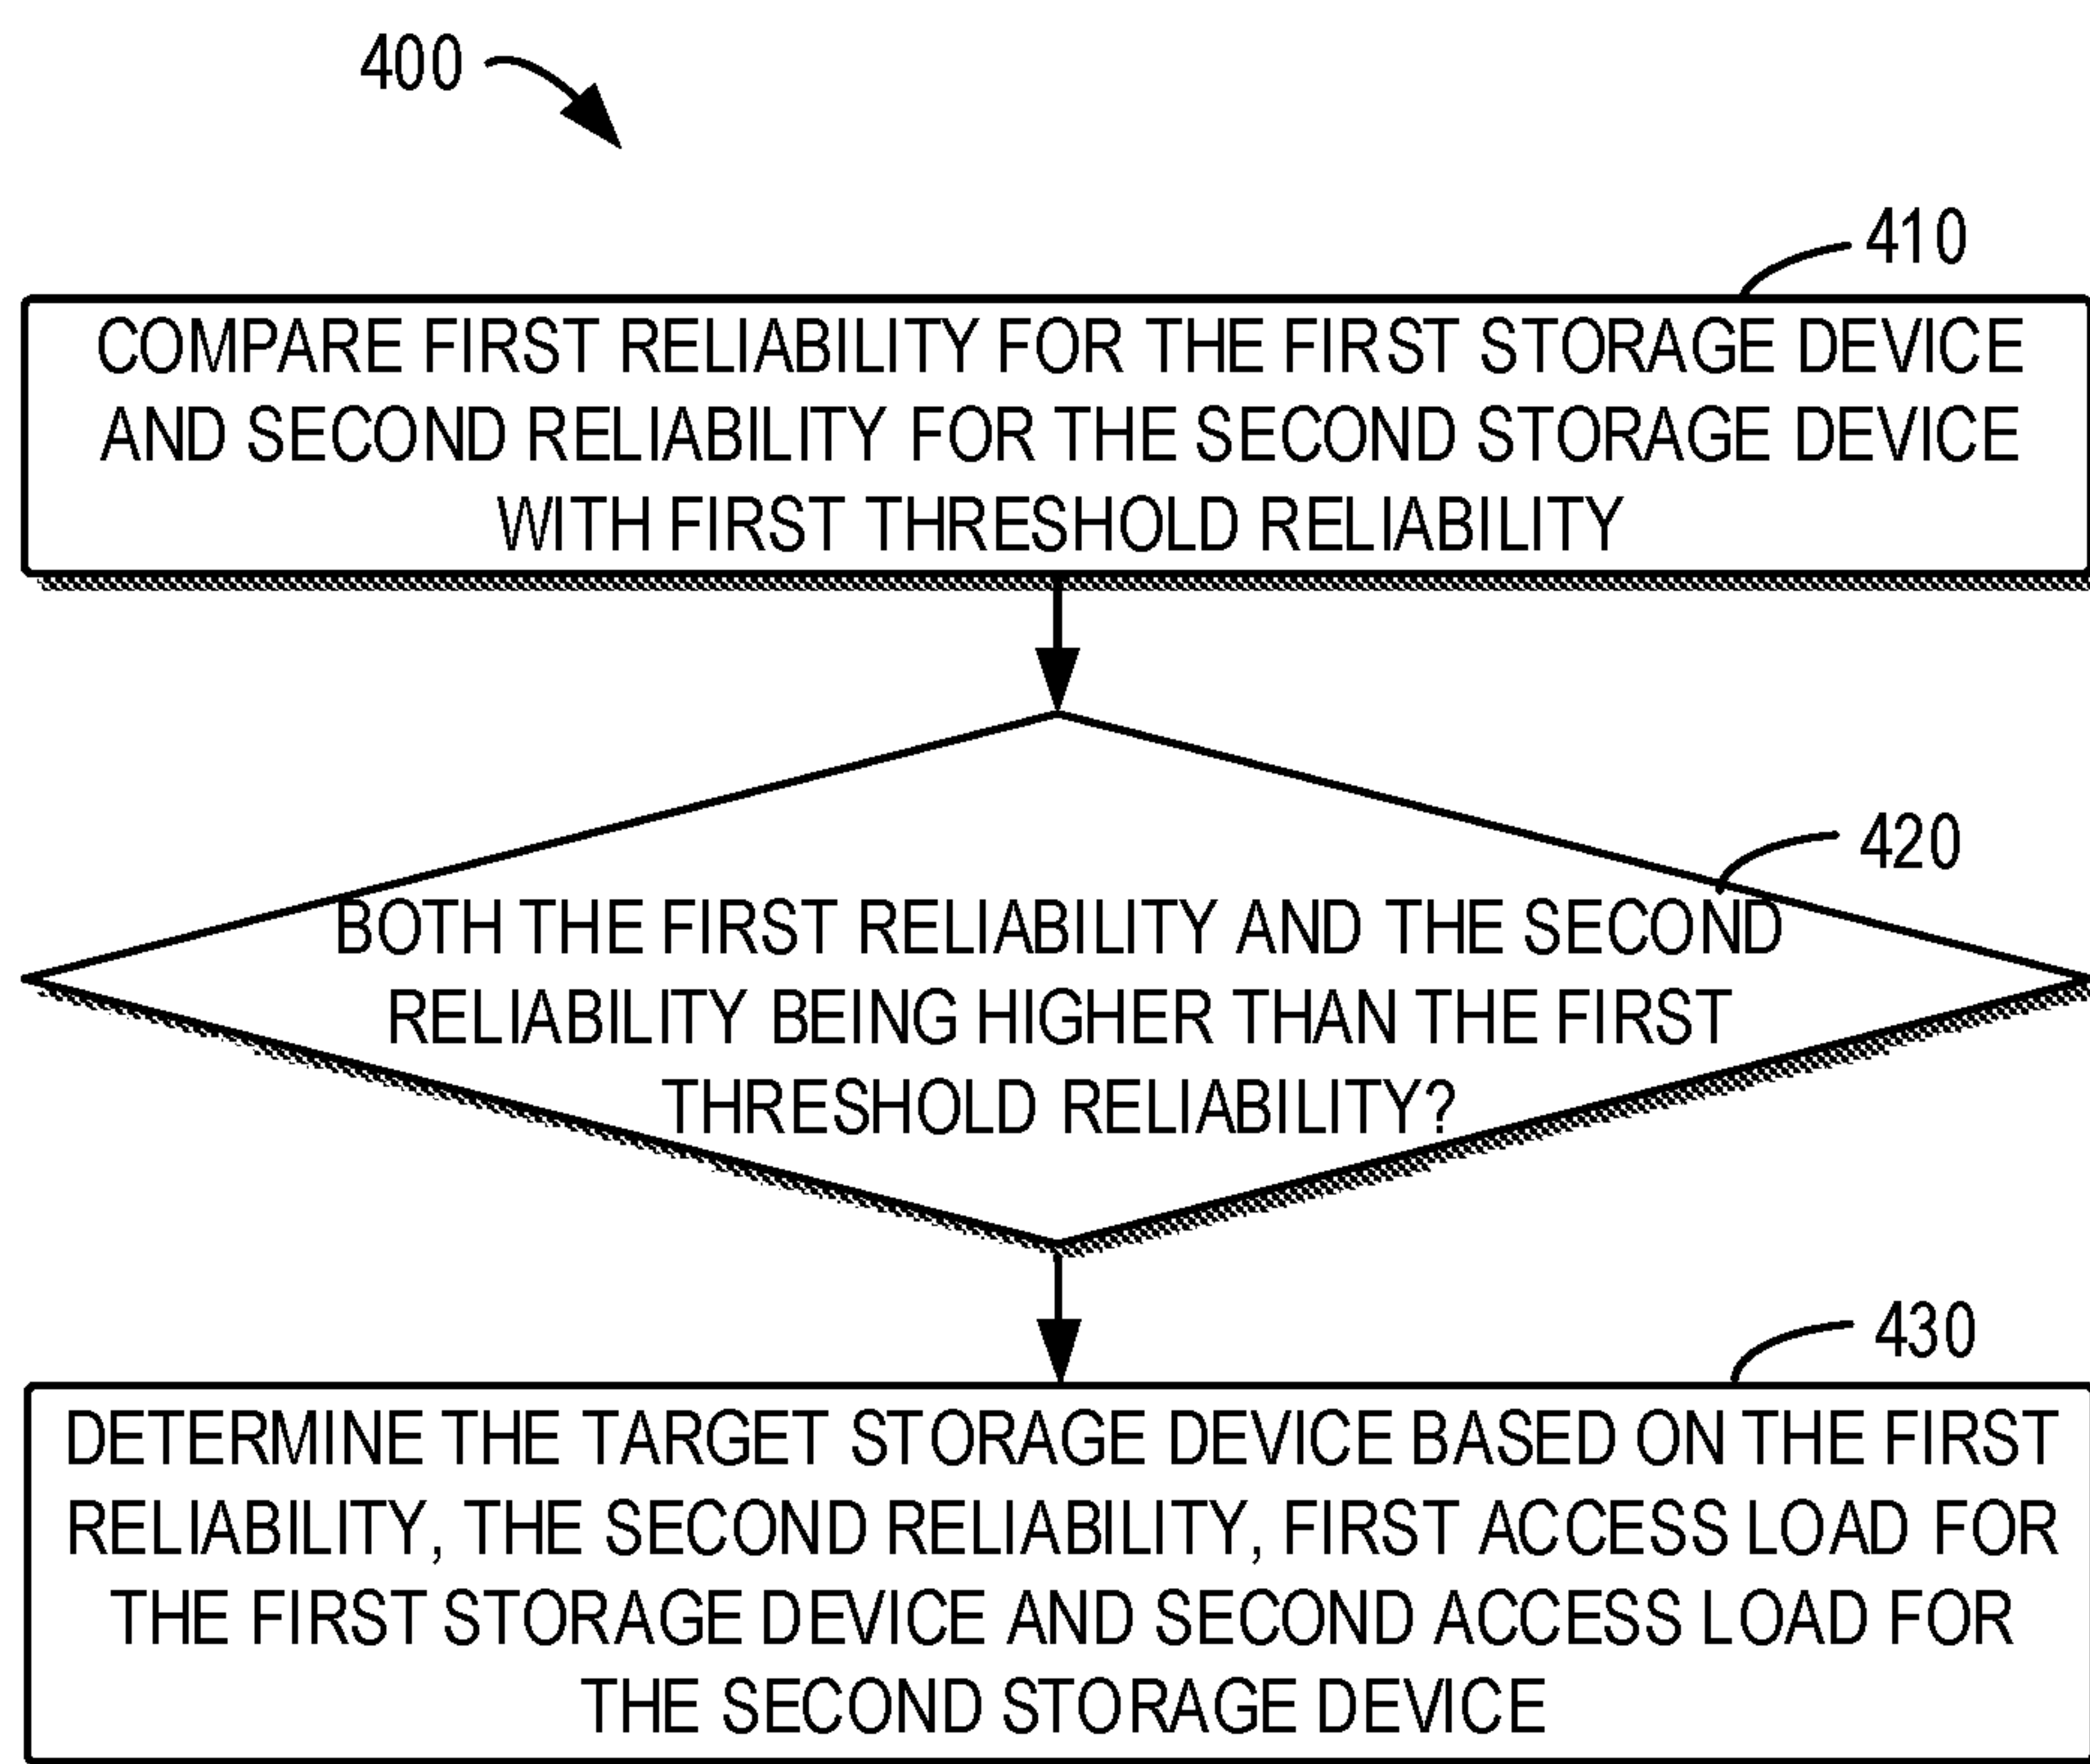 400
410
COMPARE FIRST RELIABILITY FOR THE FIRST STORAGE DEVICE
AND SECOND RELIABILITY FOR THE SECOND STORAGE DEVICE
WITH FIRST THRESHOLD RELIABILITY
420
BOTH THE FIRST RELIABILITY AND THE SECOND
RELIABILITY BEING HIGHER THAN THE FIRST
THRESHOLD RELIABILITY?
430
DETERMINE THE TARGET STORAGE DEVICE BASED ON THE FIRST
RELIABILITY, THE SECOND RELIABILITY, FIRST ACCESS LOAD FOR
THE FIRST STORAGE DEVICE AND SECOND ACCESS LOAD FOR
THE SECOND STORAGE DEVICE